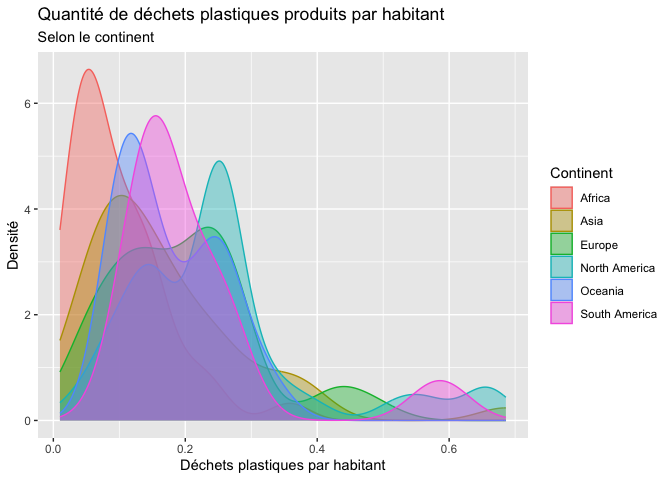 Quantité de déchets plastiques produits par habitant
Selon le continent
Densité
6
4
2
0
0.0
0.2
0.4
0.6
Déchets plastiques par habitant
Continent
Africa
Asia
Europe
North America
Oceania
South America